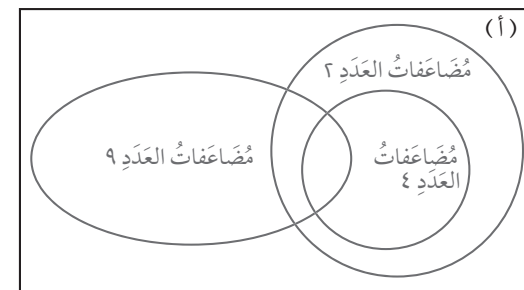 (أ)
مُضَاعَفاتُ العَدَدِ ٢
مُضَاعَفاتُ العَدَدِ ٩
مُضَاعَفاتُ
العَدَدِ ٤